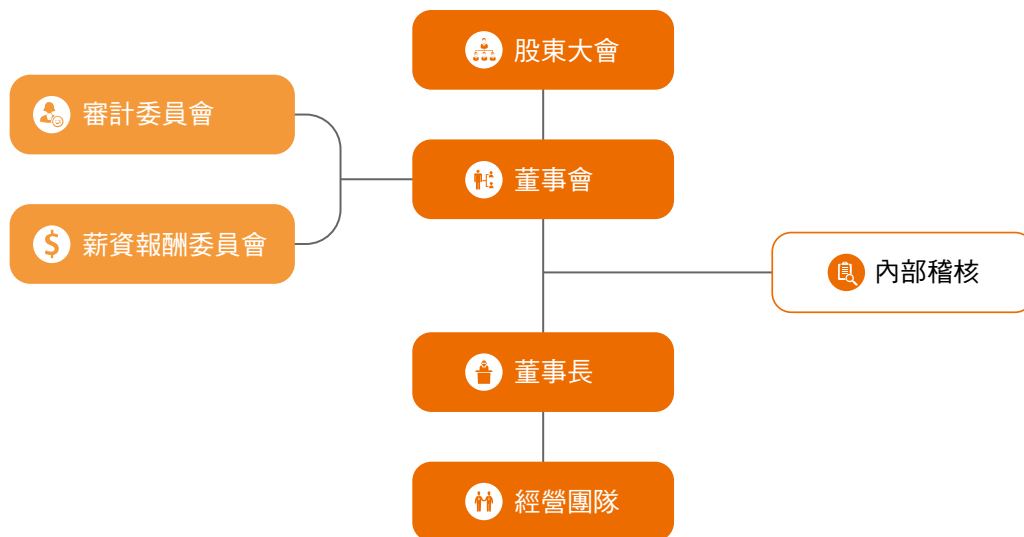 股東大會
審計委員會
董事會
薪資報酬委員會
內部稽核
董事長
經營團隊